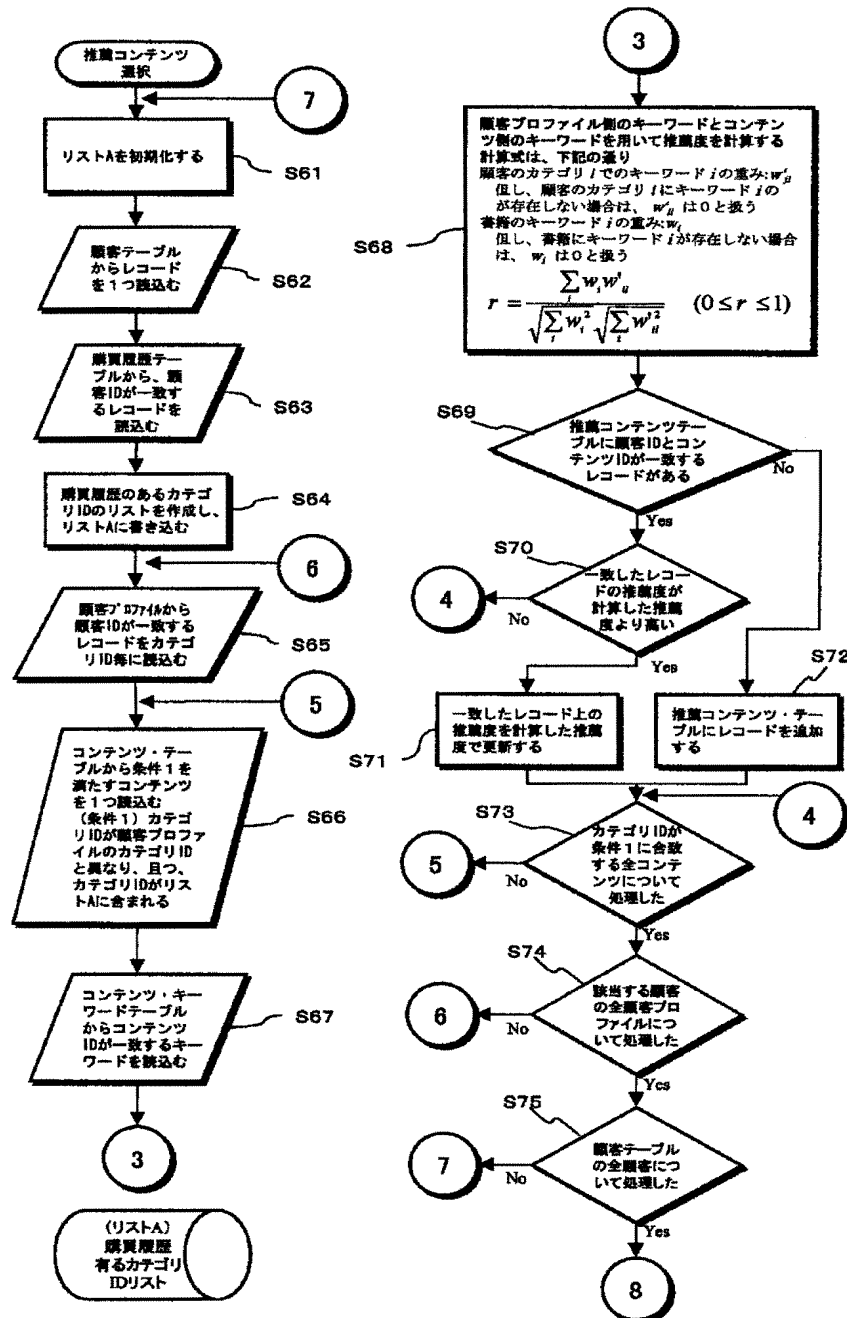 推薦コンテンツ
選択
7
リストAを初期化する
S61
顧客テーブル
からレコード
を1つ読込む
S62
購買履歴テー
ブルから、顧
客IDが一致す
るレコードを
読込む
S63
購買履歴のあるカテゴ
リIDのリストを作成し、
リストAに書き込む
S64
6
顧客プロファイルから
顧客IDが一致する
レコードをカテゴ
リID毎に読込む
S65
5
コンテンツ・テー
ブルから条件1を
満たすコンテンツ
を1つ読込む
(条件1)カテゴ
リIDが顧客プロファ
イルのカテゴリID
と異なり、且つ、
カテゴリIDがリス
トAに含まれる
S66
コンテンツ・キー
ワードテーブル
からコンテンツ
IDが一致するキー
ワードを読込む
S67
3
(リストA)
購買履歴
有るカテゴリ
IDリスト
3
顧客プロファイル側のキーワードとコンテン
ツ側のキーワードを用いて推薦度を計算する
計算式は、下記の通り
顧客のカテゴリ l でのキーワード i の重み:w'il
但し、顧客のカテゴリ l にキーワード i の
が存在しない場合は、 w'il は0と扱う
書籍のキーワード i の重み:wi
但し、書籍にキーワード i が存在しない場合
は、 wi は0と扱う
r = Σi wi w'il / √Σi wi² √Σi w'il² (0 ≤ r ≤ 1)
S68
S69
推薦コンテンツテー
ブルに顧客IDとコン
テンツIDが一致する
レコードがある
No
Yes
S70
一致したレコー
ドの推薦度が
計算した推薦
度より高い
4
No
Yes
S72
一致したレコード上の
推薦度を計算した推薦
度で更新する
S71
推薦コンテンツ・テー
ブルにレコードを追加
する
4
S73
カテゴリIDが
条件1に合致
する全コンテ
ンツについて
処理した
5
No
Yes
S74
該当する顧客
の全顧客プロ
ファイルについ
て処理した
6
No
Yes
S75
顧客テーブル
の全顧客につ
いて処理した
7
No
Yes
8